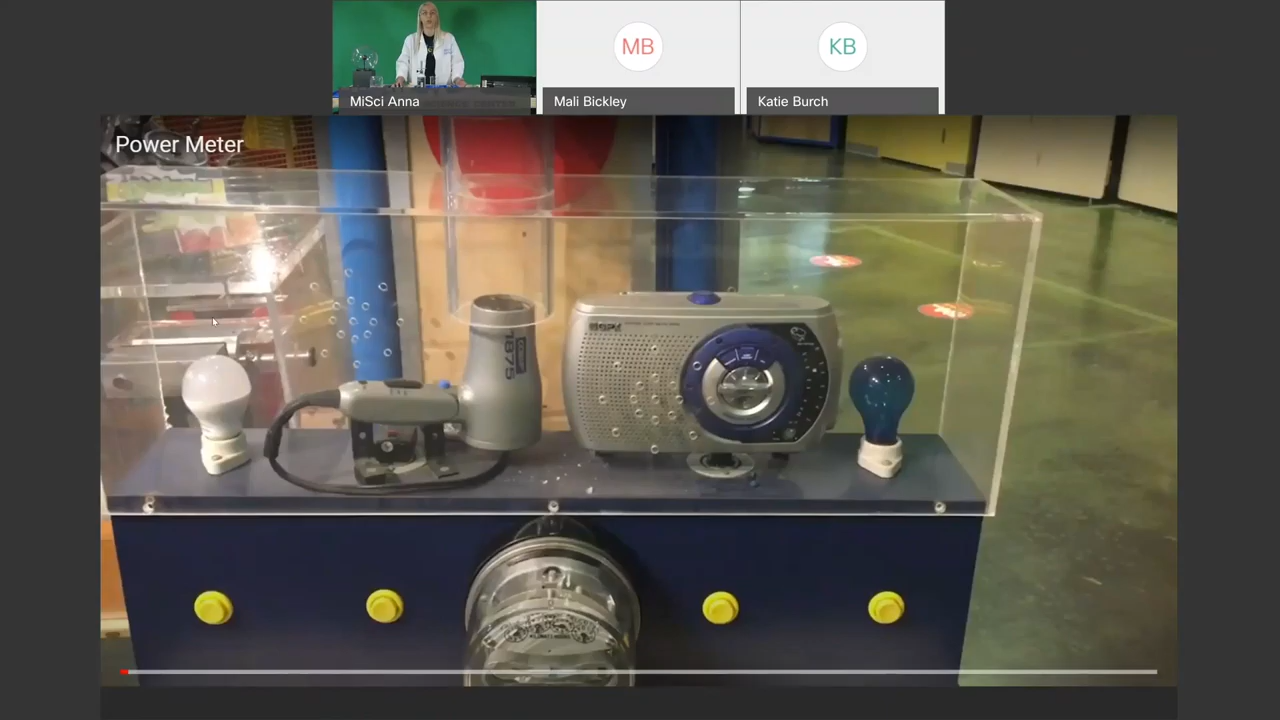 MB
KB
MiSci Anna
Mali Bickley
Katie Burch
Power Meter
1875